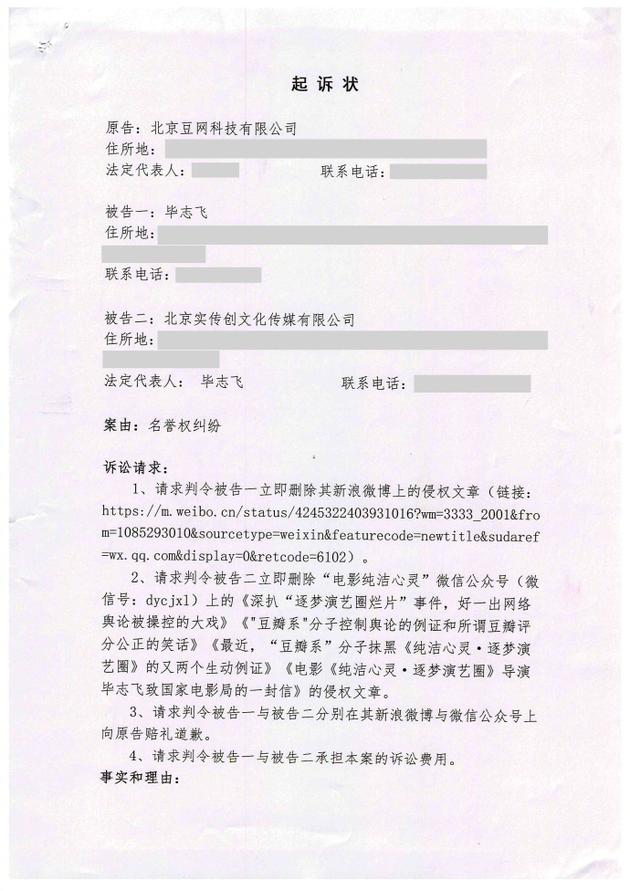 起诉状
原告：北京豆网科技有限公司
住所地：
法定代表人： 联系电话：
被告一：毕志飞
住所地：
联系电话：
被告二：北京实传创文化传媒有限公司
住所地：
法定代表人： 毕志飞 联系电话：
案由：名誉权纠纷
诉讼请求：
1、请求判令被告一立即删除其新浪微博上的侵权文章（链接：
https://m.weibo.cn/status/4245322403931016?wm=3333_2001&fro
m=1085293010&sourcetype=weixin&featurecode=newtitle&sudaref
=wx.qq.com&display=0&retcode=6102）。
2、请求判令被告二立即删除“电影纯洁心灵”微信公众号（微
信号：dycjxl）上的《深扒“逐梦演艺圈烂片”事件，好一出网络
舆论被操控的大戏》《"豆瓣系"分子控制舆论的例证和所谓豆瓣评
分公正的笑话》《最近，“豆瓣系”分子抹黑《纯洁心灵·逐梦演
艺圈》的又两个生动例证》《电影《纯洁心灵·逐梦演艺圈》导演
毕志飞致国家电影局的一封信》的侵权文章。
3、请求判令被告一与被告二分别在其新浪微博与微信公众号上
向原告赔礼道歉。
4、请求判令被告一与被告二承担本案的诉讼费用。
事实和理由：